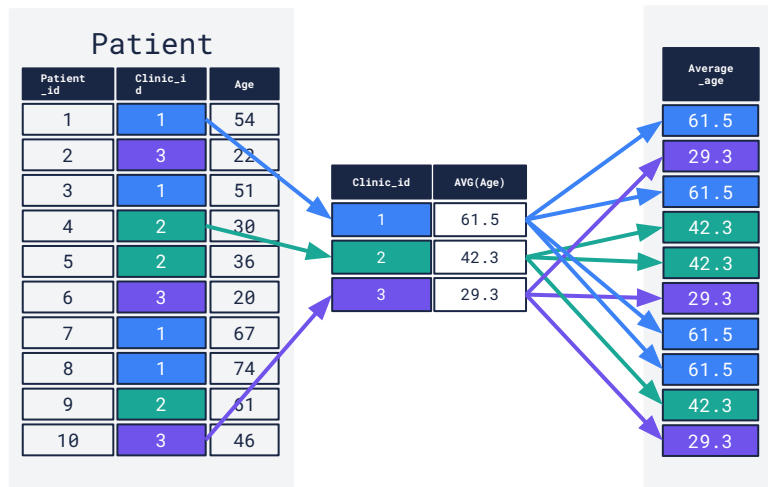 Patient
Patient
_id
Clinic_i
d
Age
1 1 54
2 3 22
3 1 51
4 2 30
5 2 36
6 3 20
7 1 67
8 1 74
9 2 61
10 3 46
Clinic_id AVG(Age)
1 61.5
2 42.3
3 29.3
Average
_age
61.5
29.3
61.5
42.3
42.3
29.3
61.5
61.5
42.3
29.3